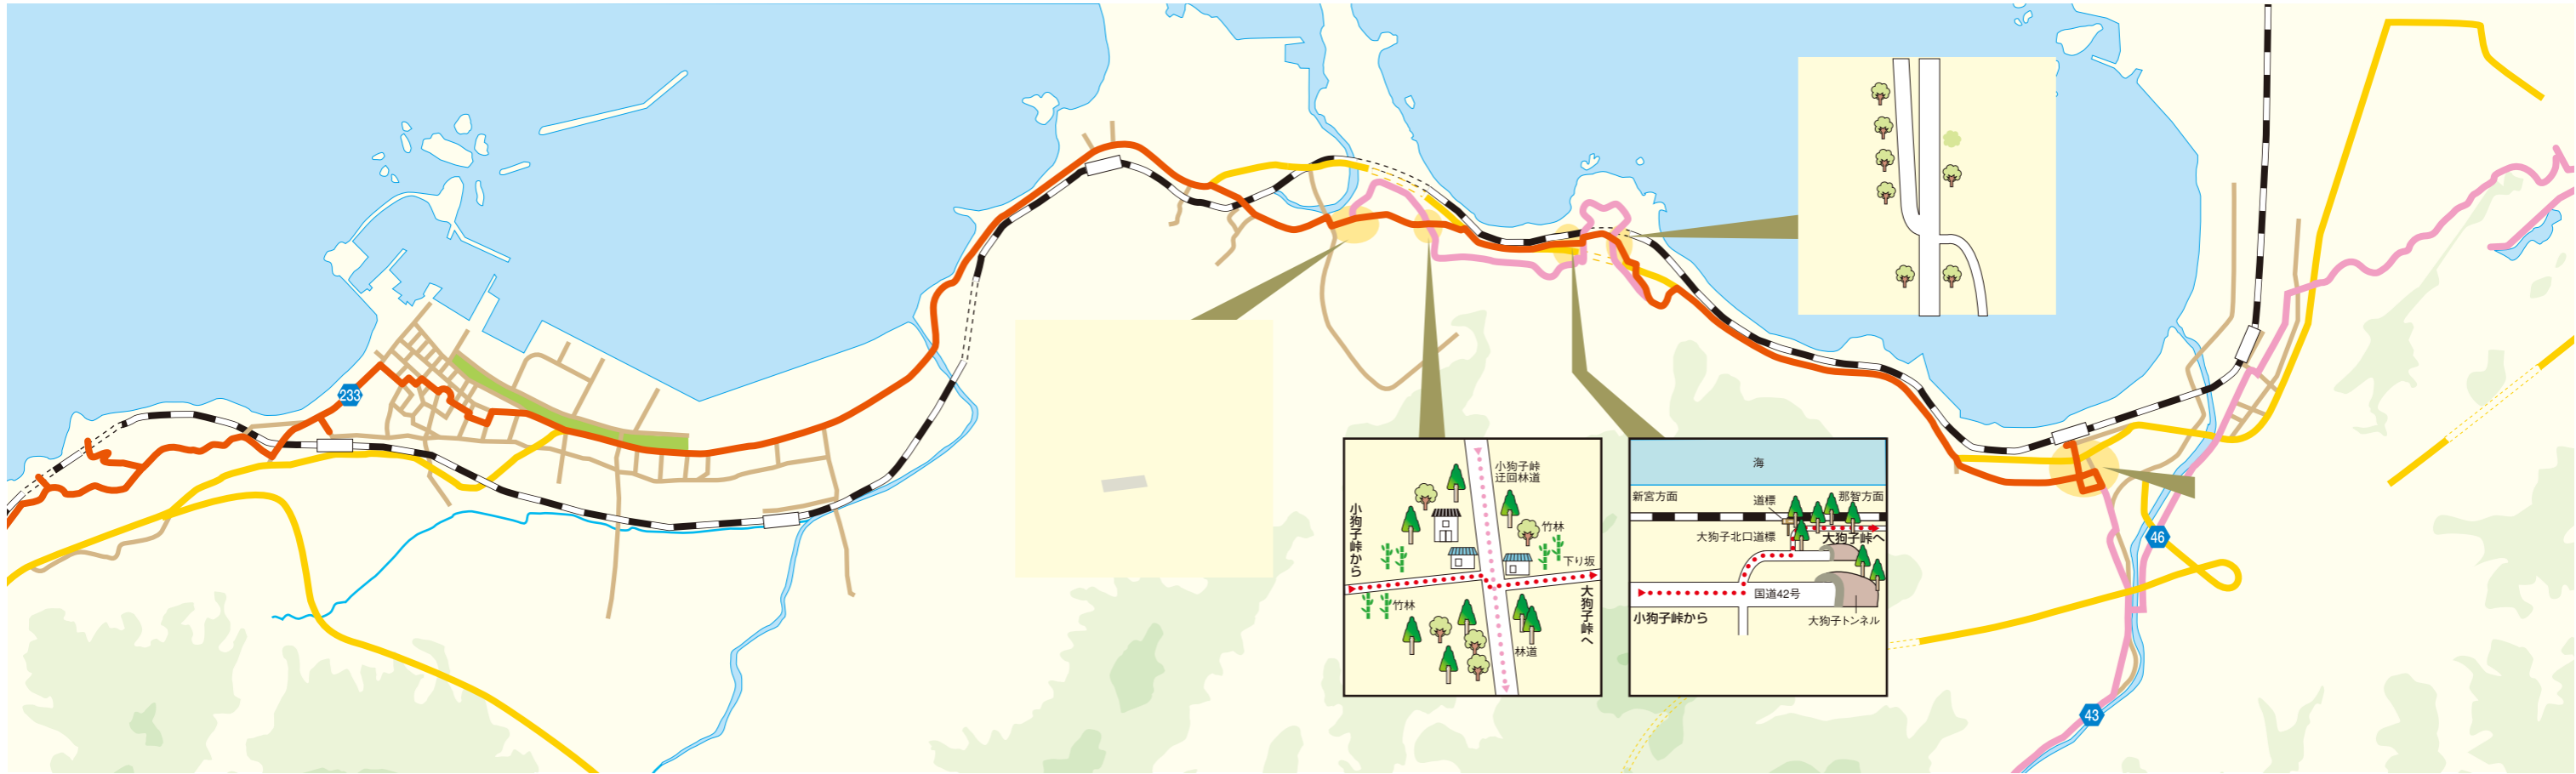 233
小狗子峠から
小狗子峠
迂回林道
竹林
下り坂
大狗子峠へ
竹林
林道
海
新宮方面
道標
那智方面
大狗子北口道標
大狗子峠へ
国道42号
小狗子峠から
大狗子トンネル
46
43